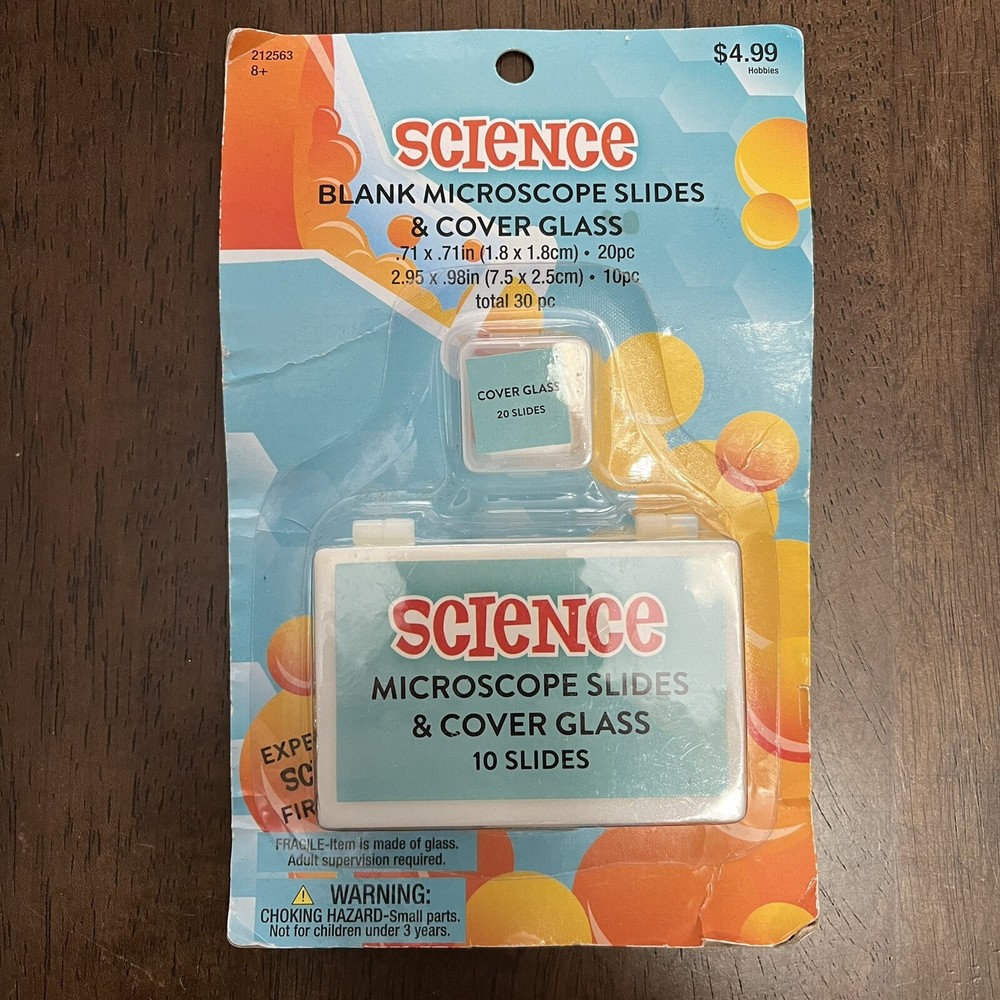 212563
8+
$4.99
Hobbies
SCIENCE
BLANK MICROSCOPE SLIDES
& COVER GLASS
.71 x .71in (1.8 x 1.8cm) • 20pc
2.95 x .98in (7.5 x 2.5cm) • 10pc
total 30 pc
COVER GLASS
20 SLIDES
SCIENCE
MICROSCOPE SLIDES
& COVER GLASS
10 SLIDES
EXPE
SC
FIR
FRAGILE-Item is made of glass.
Adult supervision required.
WARNING:
CHOKING HAZARD-Small parts.
Not for children under 3 years.